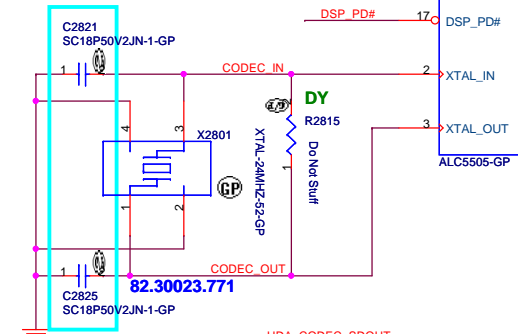 DSP_PD#
17
DSP_PD#
C2821
SC18P50V2JN-1-GP
1
CODEC_IN
2
XTAL_IN
DY
R2815
4
3
X2801
XTAL-24MHZ-52-GP
Do Not Stuff
3
XTAL_OUT
ALC5505-GP
1
GP
1
2
1
CODEC_OUT
82.30023.771
C2825
SC18P50V2JN-1-GP